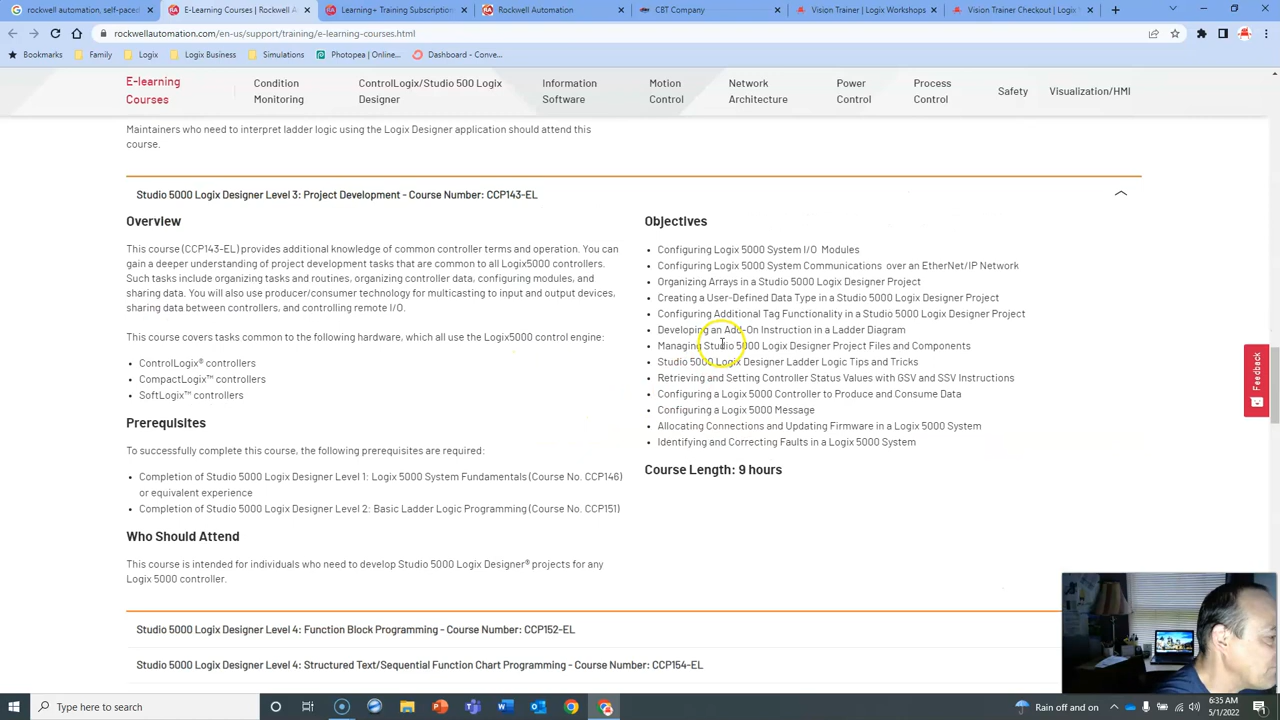 rockwell automation, self-paced
E-Learning Courses | Rockwell A
Learning+ Training Subscription
Rockwell Automation
CBT Company
Vision Trainer | Logix Workshops
Vision Trainer Checkout | Logix
rockwellautomation.com/en-us/support/training/e-learning-courses.html
Bookmarks
Family
Logix
Logix Business
Simulations
Photopea | Online...
Dashboard - Conve...
E-learning
Courses
Condition
Monitoring
ControlLogix/Studio 500 Logix
Designer
Information
Software
Motion
Control
Network
Architecture
Power
Control
Process
Control
Safety
Visualization/HMI
Maintainers who need to interpret ladder logic using the Logix Designer application should attend this
course.
Studio 5000 Logix Designer Level 3: Project Development - Course Number: CCP143-EL
Overview
This course (CCP143-EL) provides additional knowledge of common controller terms and operation. You can
gain a deeper understanding of project development tasks that are common to all Logix5000 controllers.
Such tasks include organizing tasks and routines, organizing controller data, configuring modules, and
sharing data. You will also use producer/consumer technology for multicasting to input and output devices,
sharing data between controllers, and controlling remote I/O.
This course covers tasks common to the following hardware, which all use the Logix5000 control engine:
• ControlLogix® controllers
• CompactLogix™ controllers
• SoftLogix™ controllers
Prerequisites
To successfully complete this course, the following prerequisites are required:
• Completion of Studio 5000 Logix Designer Level 1: Logix 5000 System Fundamentals (Course No. CCP146)
or equivalent experience
• Completion of Studio 5000 Logix Designer Level 2: Basic Ladder Logic Programming (Course No. CCP151)
Who Should Attend
This course is intended for individuals who need to develop Studio 5000 Logix Designer® projects for any
Logix 5000 controller.
Objectives
• Configuring Logix 5000 System I/O Modules
• Configuring Logix 5000 System Communications over an EtherNet/IP Network
• Organizing Arrays in a Studio 5000 Logix Designer Project
• Creating a User-Defined Data Type in a Studio 5000 Logix Designer Project
• Configuring Additional Tag Functionality in a Studio 5000 Logix Designer Project
• Developing an Add-On Instruction in a Ladder Diagram
• Managing Studio 5000 Logix Designer Project Files and Components
• Studio 5000 Logix Designer Ladder Logic Tips and Tricks
• Retrieving and Setting Controller Status Values with GSV and SSV Instructions
• Configuring a Logix 5000 Controller to Produce and Consume Data
• Configuring a Logix 5000 Message
• Allocating Connections and Updating Firmware in a Logix 5000 System
• Identifying and Correcting Faults in a Logix 5000 System
Course Length: 9 hours
Feedback
Studio 5000 Logix Designer Level 4: Function Block Programming - Course Number: CCP152-EL
Studio 5000 Logix Designer Level 4: Structured Text/Sequential Function Chart Programming - Course Number: CCP154-EL
Type here to search
Rain off and on
6:35 AM
5/1/2022